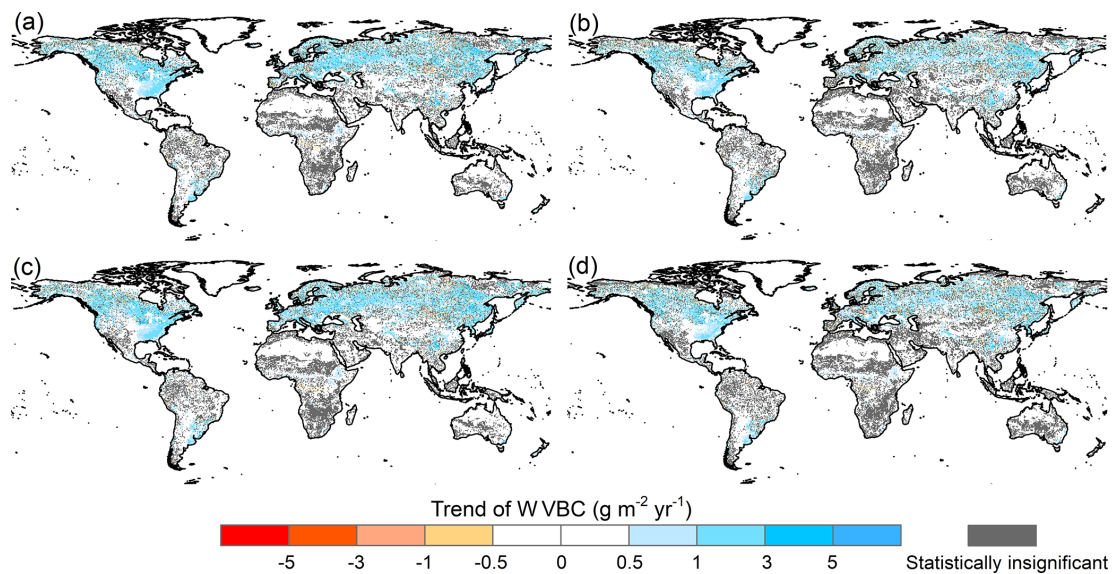 (a) (b)
(c) (d)
Trend of W VBC (g m⁻² yr⁻¹)
-5 -3 -1 -0.5 0 0.5 1 3 5 Statistically insignificant